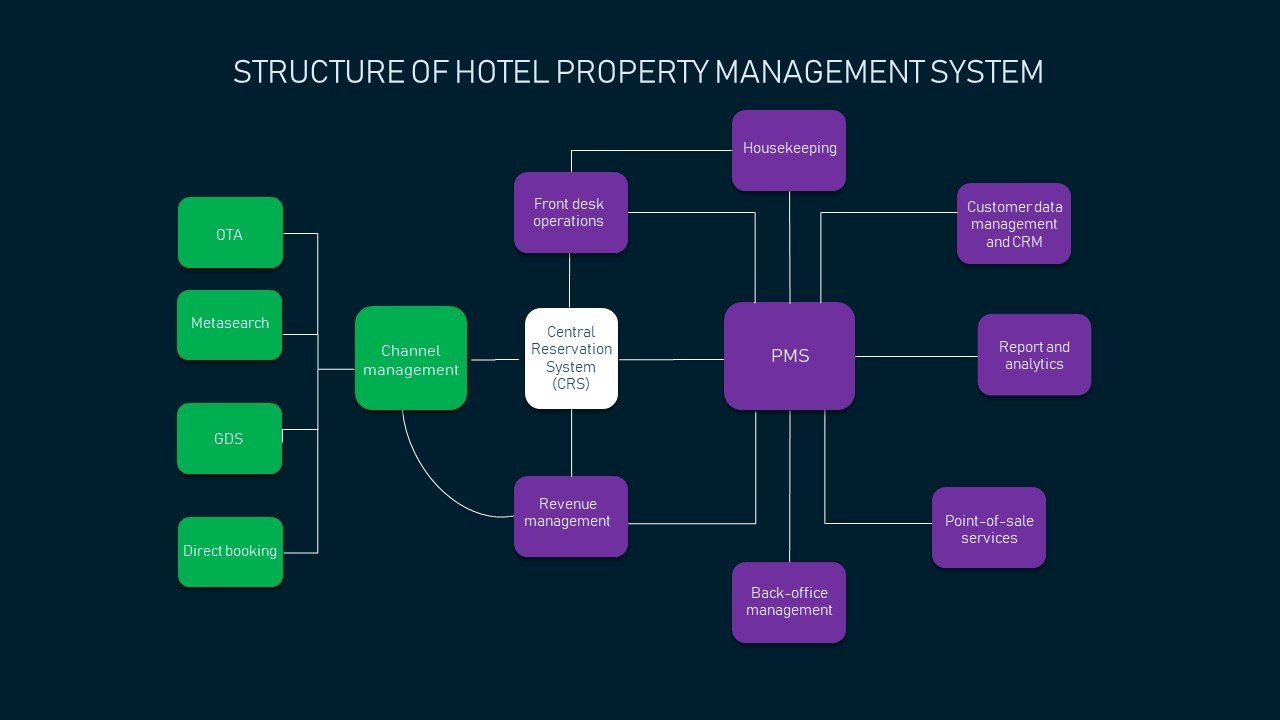 STRUCTURE OF HOTEL PROPERTY MANAGEMENT SYSTEM
Housekeeping
Front desk
operations
Customer data
management
and CRM
OTA
Metasearch
Channel
management
Central
Reservation
System
(CRS)
PMS
Report and
analytics
GDS
Direct booking
Revenue
management
Point-of-sale
services
Back-office
management